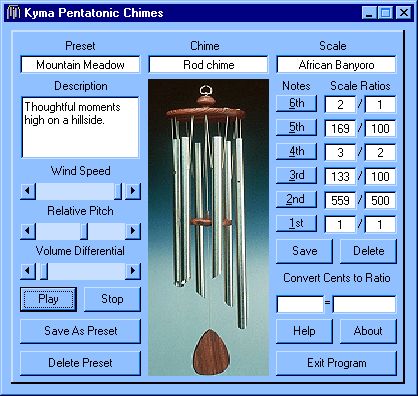 Kyma Pentatonic Chimes
Preset
Chime
Scale
Mountain Meadow
Rod chime
African Banyoro
Description
Thoughtful moments
high on a hillside.
Notes
Scale Ratios
6th 2 / 1
5th 169 / 100
4th 3 / 2
3rd 133 / 100
2nd 559 / 500
1st 1 / 1
Wind Speed
Relative Pitch
Volume Differential
Save
Delete
Convert Cents to Ratio
=
Play
Stop
Save As Preset
Help
About
Delete Preset
Exit Program